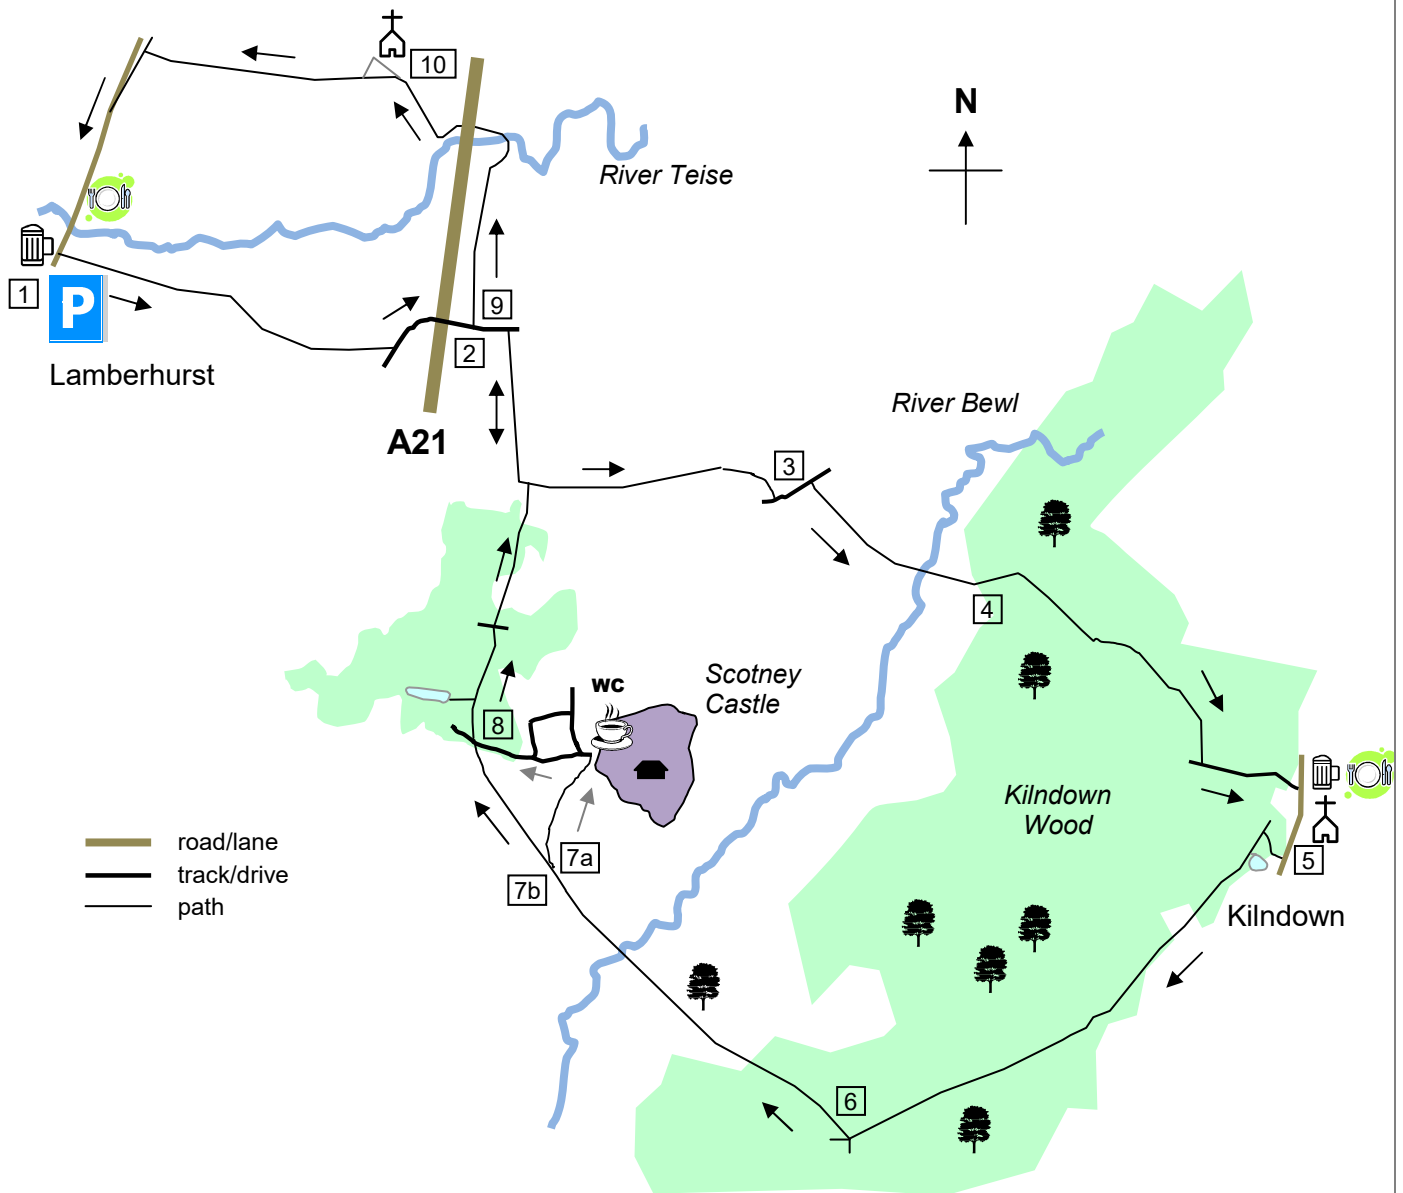 10
N
River Teise
1
P
9
2
Lamberhurst
River Bewl
A21
3
4
Scotney
Castle
WC
8
Kilndown
Wood
road/lane
track/drive
path
7a
7b
5
Kilndown
6